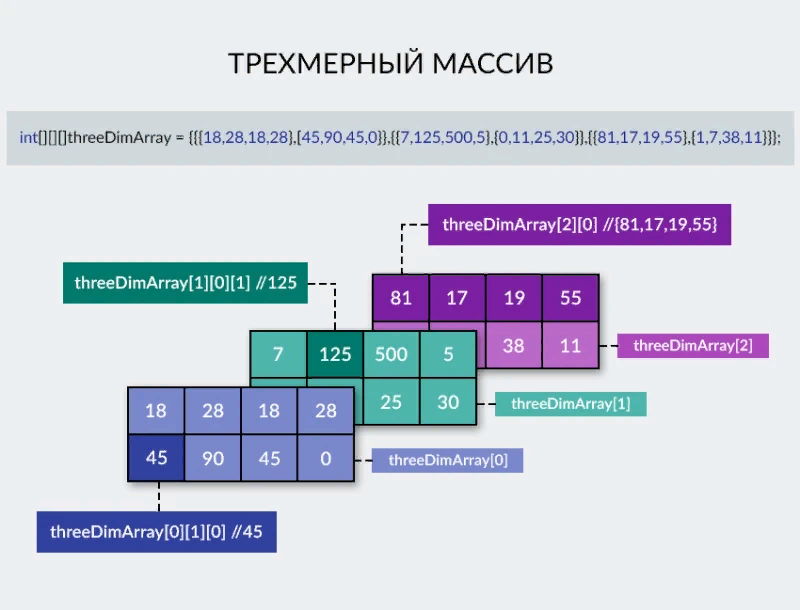 ТРЕХМЕРНЫЙ МАССИВ
int[][][]threeDimArray = {{{18,28,18,28},[45,90,45,0}},{{7,125,500,5},{0,11,25,30}},{{81,17,19,55},{1,7,38,11}}};
threeDimArray[2][0] //{81,17,19,55}
threeDimArray[1][0][1] //125
81 17 19 55
38 11
threeDimArray[2]
7 125 500 5
25 30
threeDimArray[1]
18 28 18 28
45 90 45 0
threeDimArray[0]
threeDimArray[0][1][0] //45